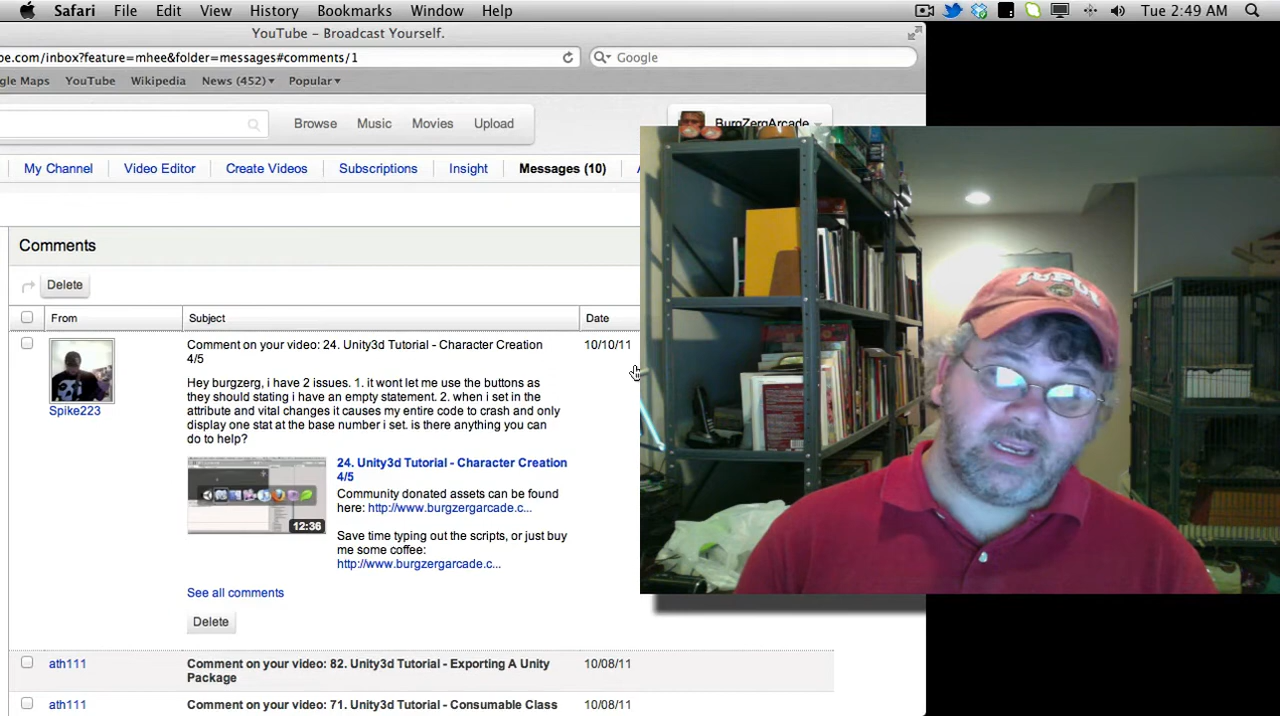 Safari File Edit View History Bookmarks Window Help Tue 2:49 AM
YouTube - Broadcast Yourself.
be.com/inbox?feature=mhee&folder=messages#comments/1 Google
gle Maps YouTube Wikipedia News (452) Popular
Browse Music Movies Upload BurgZergArcade
My Channel Video Editor Create Videos Subscriptions Insight Messages (10) A
Comments
Delete
From Subject Date
Comment on your video: 24. Unity3d Tutorial - Character Creation 10/10/11
4/5
Hey burgzerg, i have 2 issues. 1. it wont let me use the buttons as
they should stating i have an empty statement. 2. when i set in the
attribute and vital changes it causes my entire code to crash and only
display one stat at the base number i set. is there anything you can
do to help?
Spike223
24. Unity3d Tutorial - Character Creation
4/5
Community donated assets can be found
here: http://www.burgzergarcade.c...
12:36
Save time typing out the scripts, or just buy
me some coffee:
http://www.burgzergarcade.c...
See all comments
Delete
ath111 Comment on your video: 82. Unity3d Tutorial - Exporting A Unity 10/08/11
Package
ath111 Comment on your video: 71. Unity3d Tutorial - Consumable Class 10/08/11